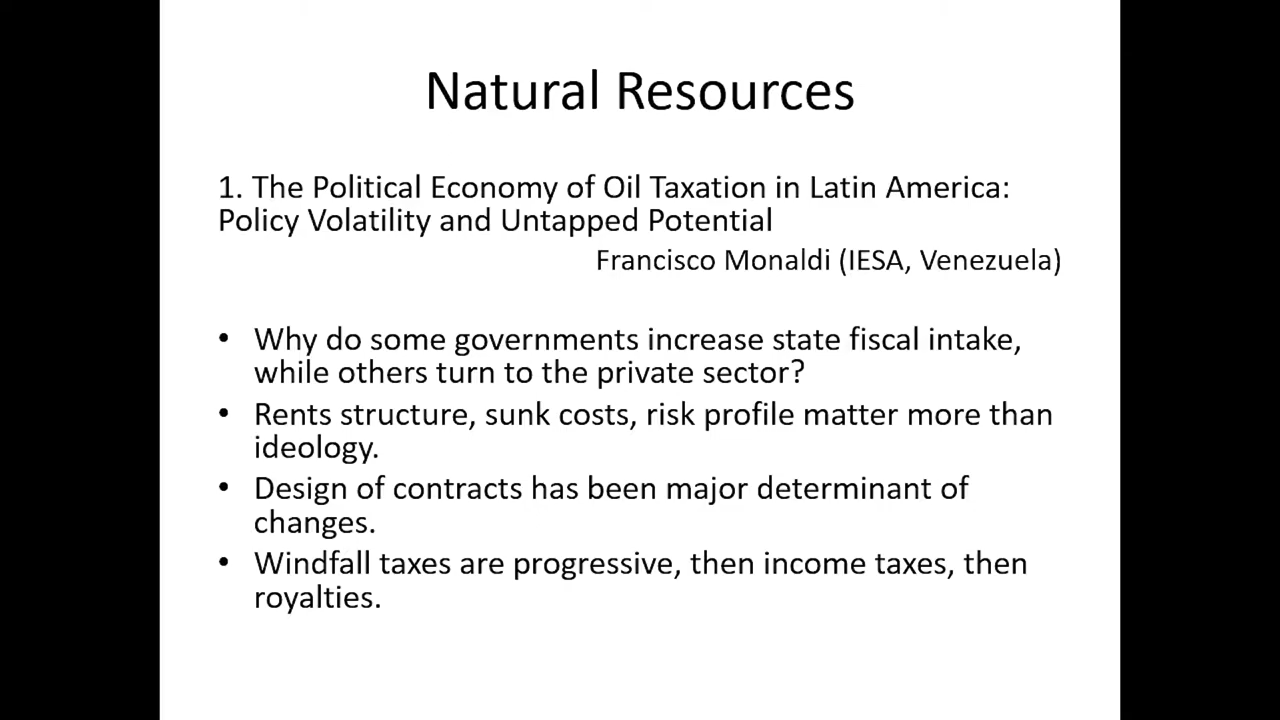 Natural Resources
1. The Political Economy of Oil Taxation in Latin America:
Policy Volatility and Untapped Potential
Francisco Monaldi (IESA, Venezuela)
• Why do some governments increase state fiscal intake,
while others turn to the private sector?
• Rents structure, sunk costs, risk profile matter more than
ideology.
• Design of contracts has been major determinant of
changes.
• Windfall taxes are progressive, then income taxes, then
royalties.